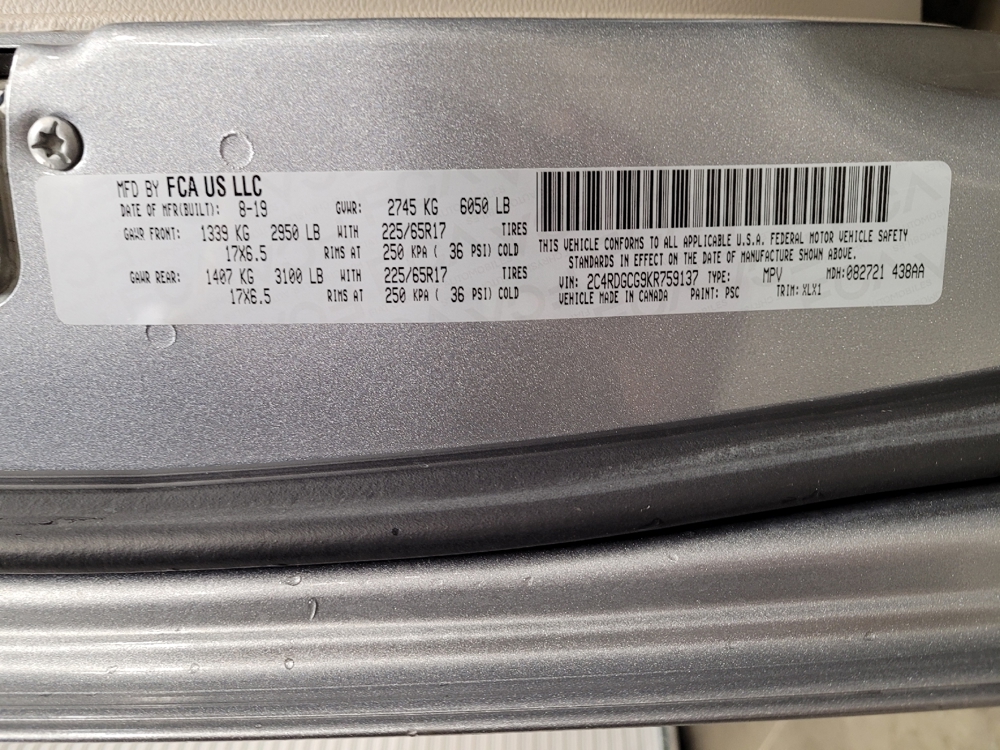 MFD BY FCA US LLC
DATE OF MFR(BUILT): 8-19 GVWR: 2745 KG 6050 LB
GAWR FRONT: 1339 KG 2950 LB WITH 225/65R17 TIRES
17X6.5 RIMS AT 250 KPA ( 36 PSI) COLD
GAWR REAR: 1407 KG 3100 LB WITH 225/65R17 TIRES
17X6.5 RIMS AT 250 KPA ( 36 PSI) COLD
THIS VEHICLE CONFORMS TO ALL APPLICABLE U.S.A. FEDERAL MOTOR VEHICLE SAFETY
STANDARDS IN EFFECT ON THE DATE OF MANUFACTURE SHOWN ABOVE.
VIN: 2C4RDGCG9KR759137 TYPE: MPV MDH:082721 438AA
VEHICLE MADE IN CANADA PAINT: PSC TRIM: XLX1